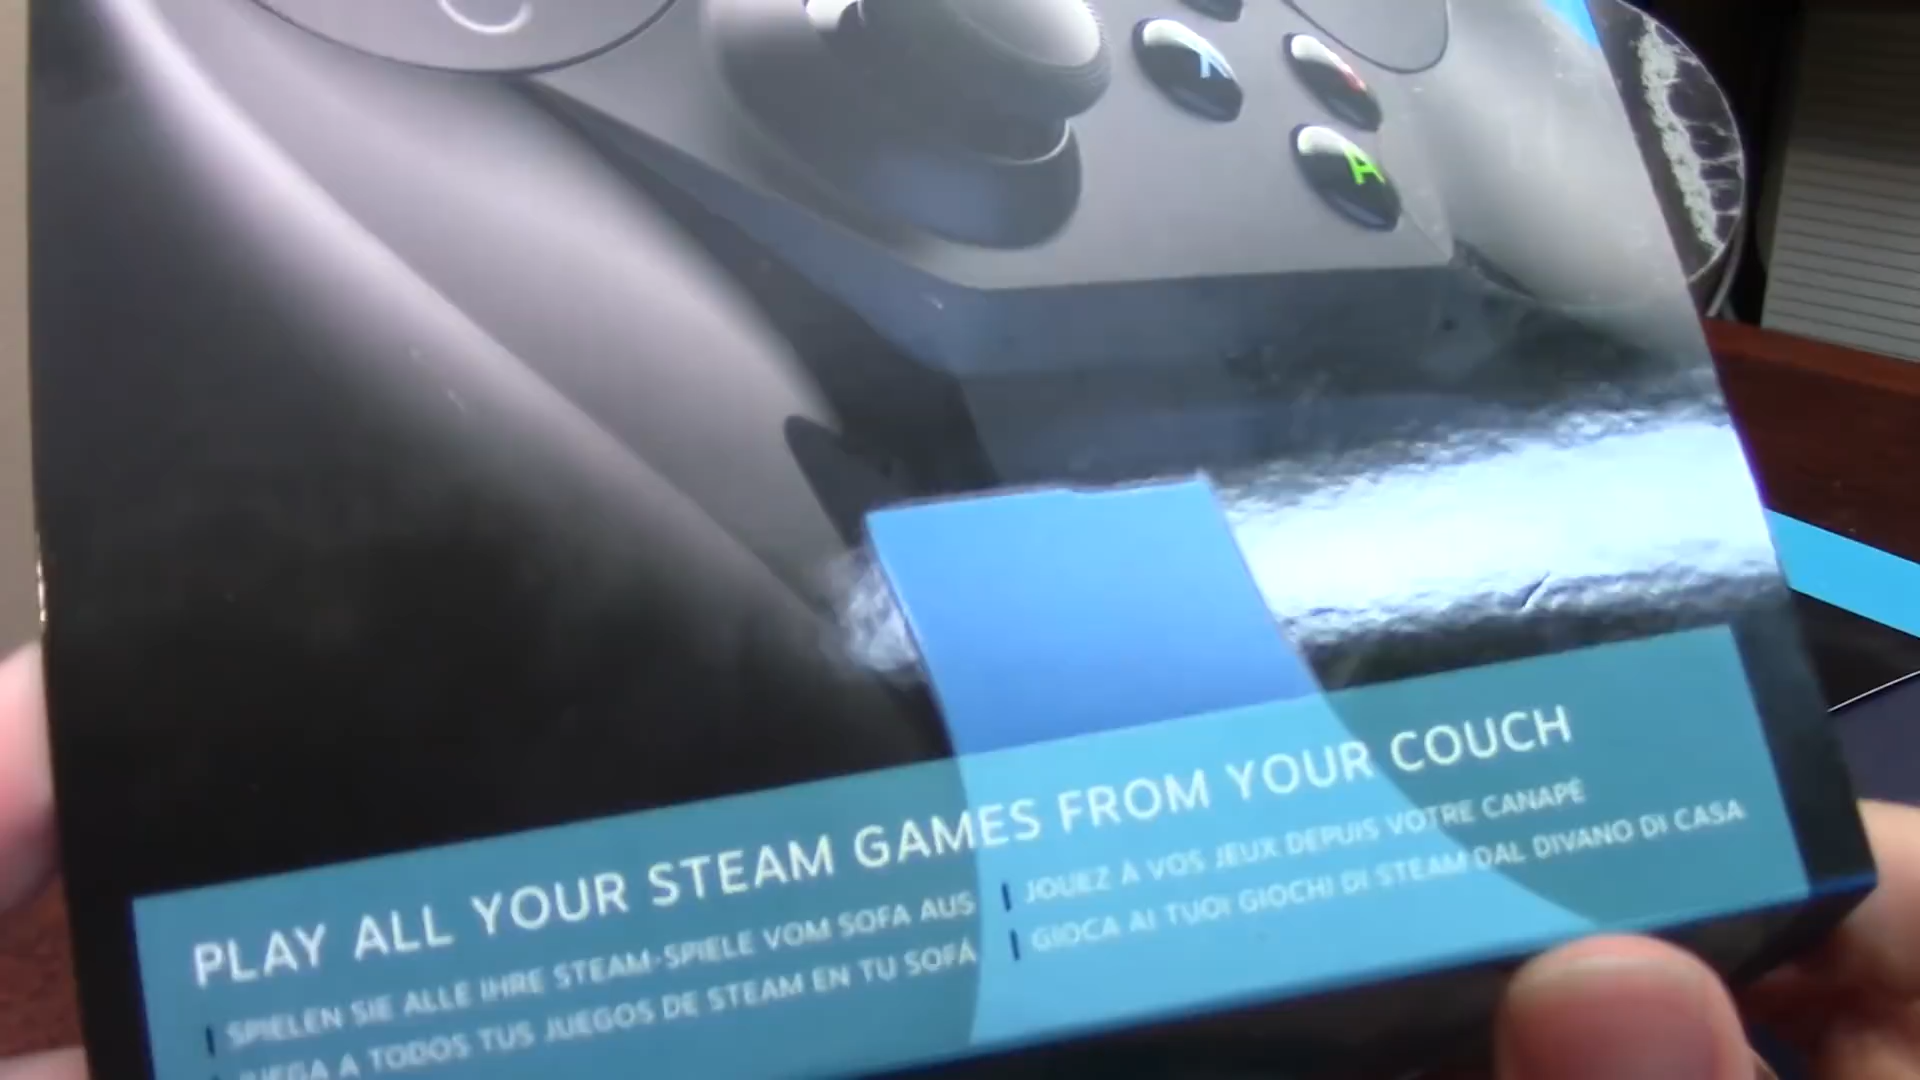 A
PLAY ALL YOUR STEAM GAMES FROM YOUR COUCH
SPIELEN SIE ALLE IHRE STEAM-SPIELE VOM SOFA AUS
JOUEZ À VOS JEUX DEPUIS VOTRE CANAPÉ
JUEGA A TODOS TUS JUEGOS DE STEAM EN TU SOFÁ
GIOCA AI TUOI GIOCHI DI STEAM DAL DIVANO DI CASA